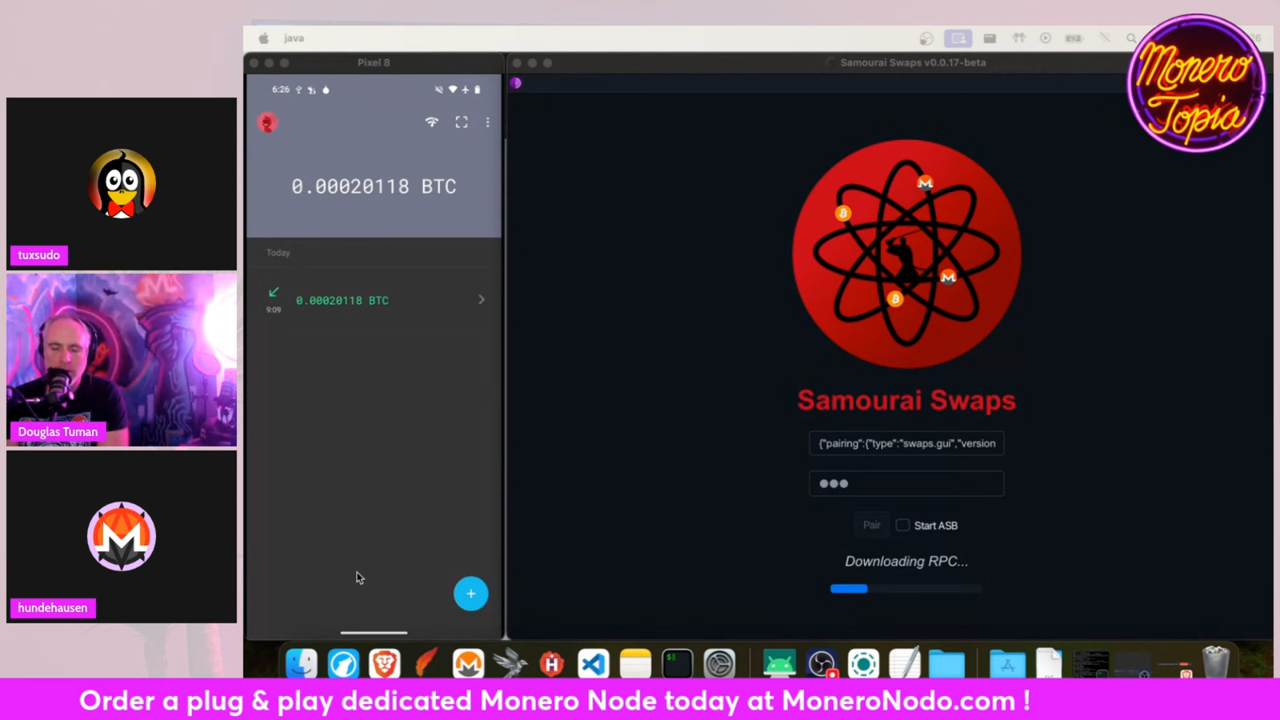 java
Pixel 8
Samourai Swaps v0.0.17-beta
Monero
Topia
6:26
0.00020118 BTC
Today
0.00020118 BTC
9:09
Samourai Swaps
{"pairing":{"type":"swaps.gui","version
Pair
Start ASB
Downloading RPC...
tuxsudo
Douglas Tuman
hundehausen
Order a plug & play dedicated Monero Node today at MoneroNodo.com !